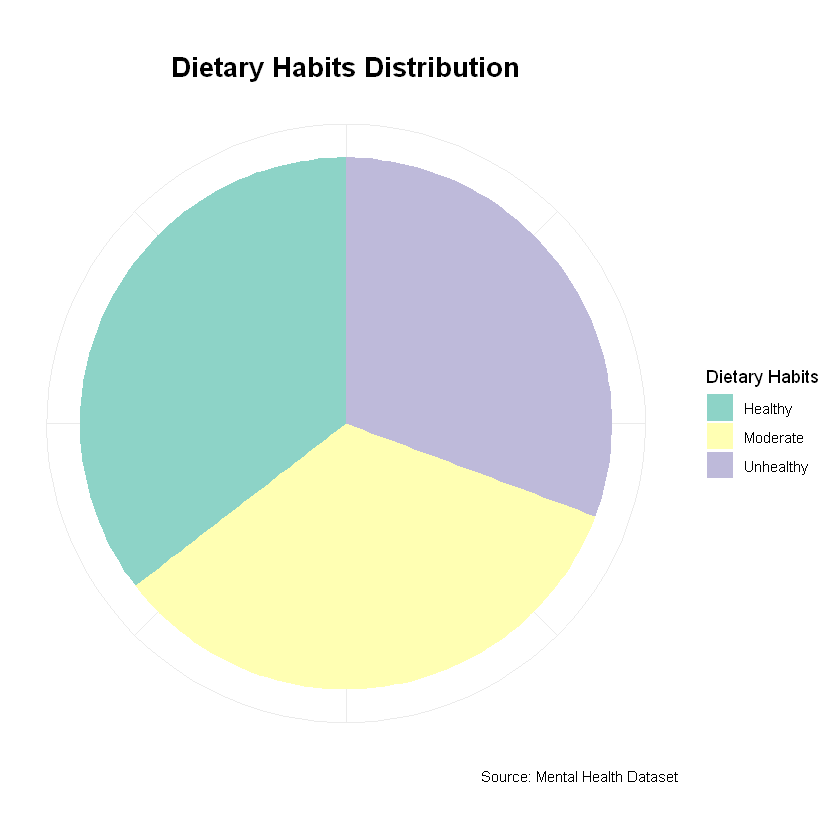 Dietary Habits Distribution
Dietary Habits
Healthy
Moderate
Unhealthy
Source: Mental Health Dataset